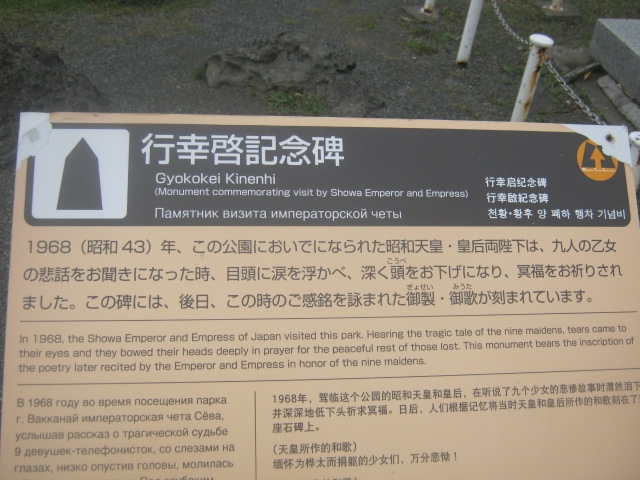 行幸啓記念碑
Gyokokei Kinenhi
(Monument commemorating visit by Showa Emperor and Empress)
Памятник визита императорской четы
行幸启纪念碑
行幸啟紀念碑
천황·황후 양 폐하 행차 기념비
1968（昭和43）年、この公園においでになられた昭和天皇・皇后両陛下は、九人の乙女
の悲話をお聞きになった時、目頭に涙を浮かべ、深く頭をお下げになり、冥福をお祈りされ
ました。この碑には、後日、この時のご感銘を詠まれた御製・御歌が刻まれています。
In 1968, the Showa Emperor and Empress of Japan visited this park. Hearing the tragic tale of the nine maidens, tears came to
their eyes and they bowed their heads deeply in prayer for the peaceful rest of those lost. This monument bears the inscription of
the poetry later recited by the Emperor and Empress in honor of the nine maidens.
В 1968 году во время посещения парка
г. Вакканай императорская чета Сёва,
услышав рассказ о трагической судьбе
9 девушек-телефонисток, со слезами на
глазах, низко опустив головы, молилась
1968年，驾临这个公园的昭和天皇和皇后，在听说了九个少女的悲惨故事时潸然泪下
并深深地低下头祈求冥福。日后，人们根据记忆将当时天皇和皇后所作的和歌刻在了
座石碑上。
（天皇所作的和歌）
缅怀为桦太而捐躯的少女们，万分悲恸！